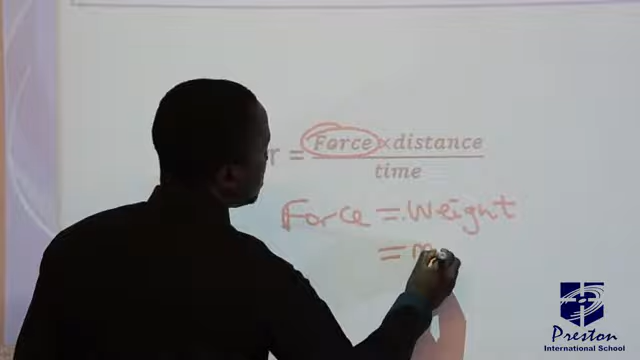 r = Force × distance
time
Force = Weight
= m
Preston
International School